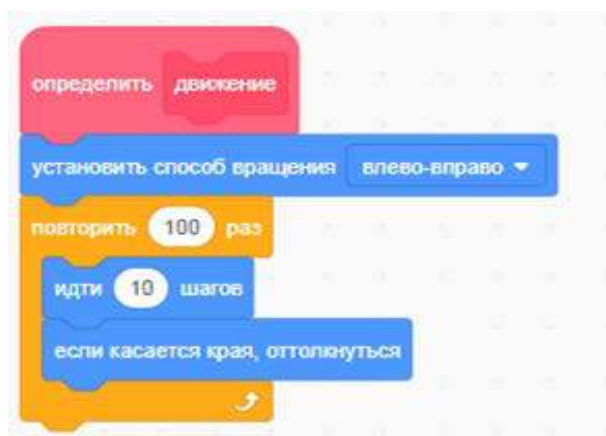 определить движение
установить способ вращения влево-вправо
повторить 100 раз
идти 10 шагов
если касается края, оттолкнуться